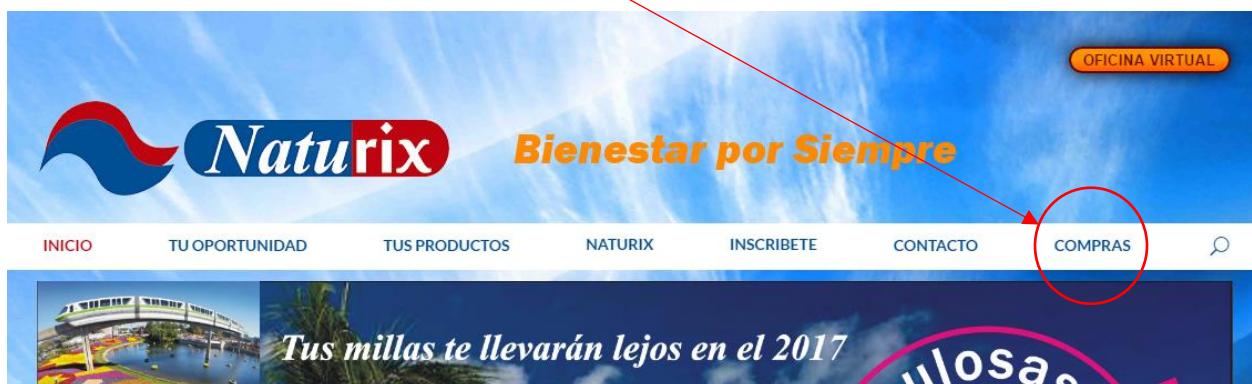 OFICINA VIRTUAL
Naturix
Bienestar por Siempre
INICIO TU OPORTUNIDAD TUS PRODUCTOS NATURIX INSCRIBETE CONTACTO COMPRAS
Tus millas te llevarán lejos en el 2017